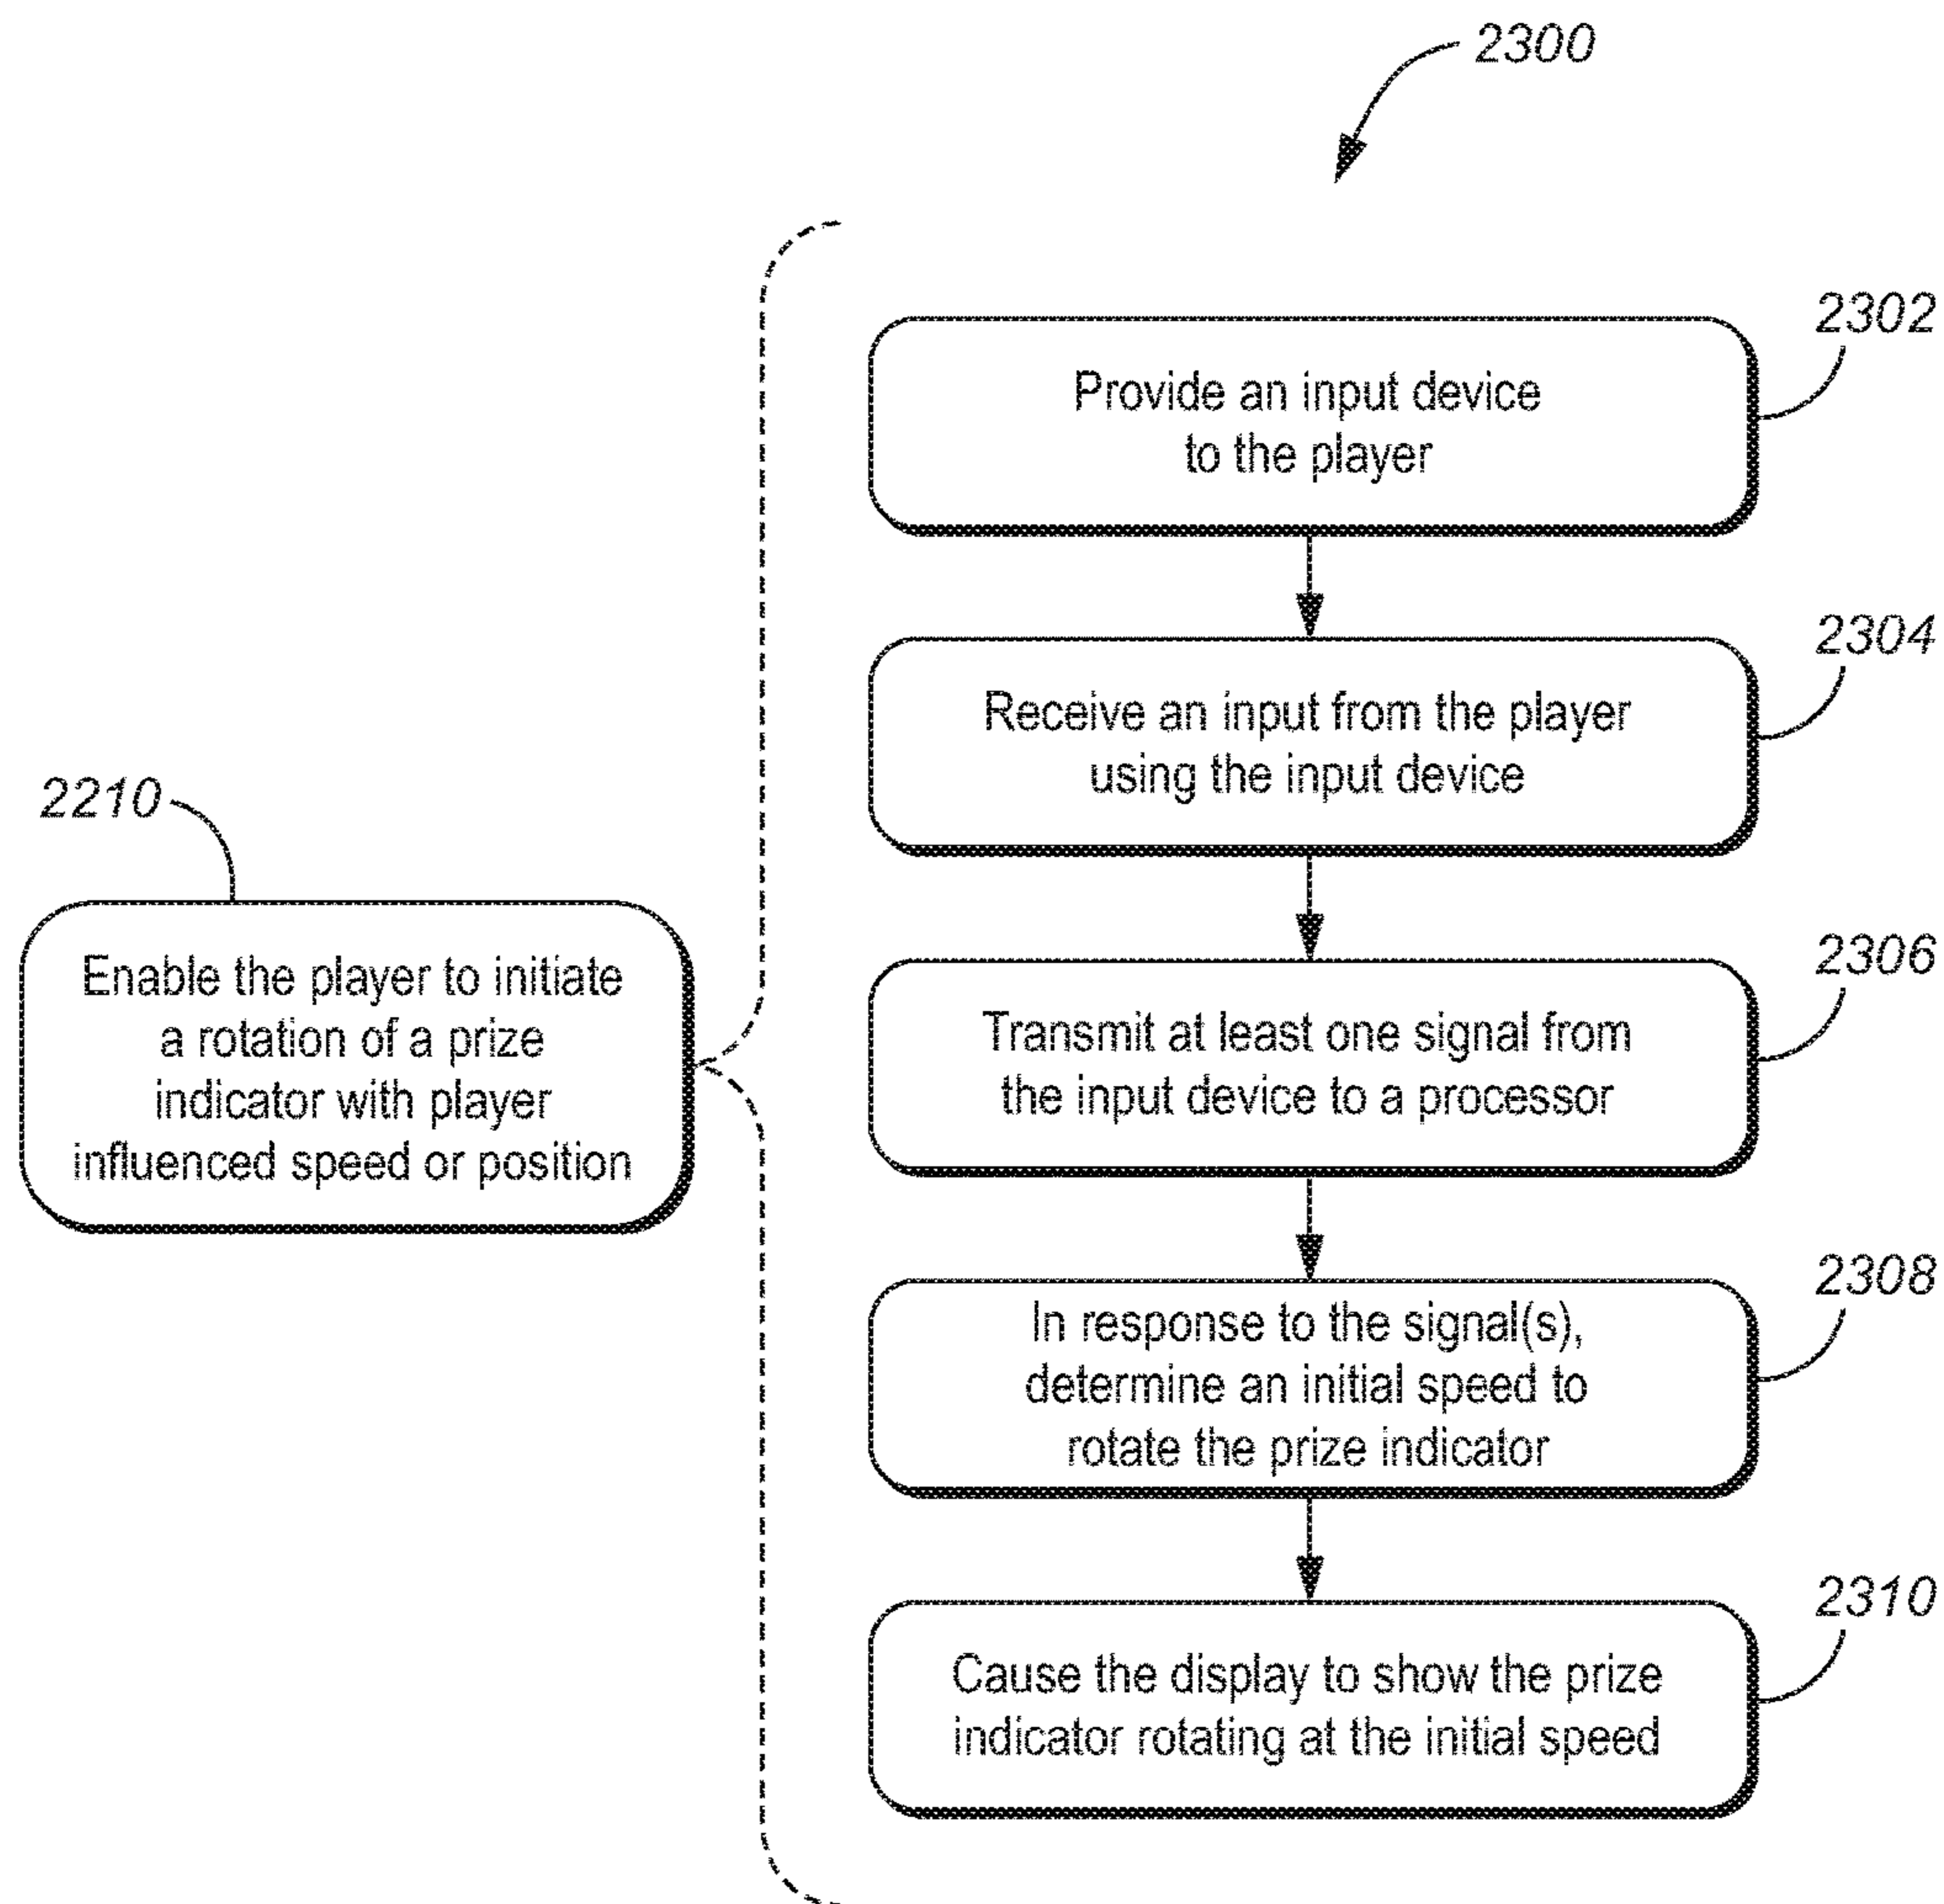 2300
2302
Provide an input device
to the player
2304
Receive an input from the player
using the input device
2210
Enable the player to initiate
a rotation of a prize
indicator with player
influenced speed or position
2306
Transmit at least one signal from
the input device to a processor
2308
In response to the signal(s),
determine an initial speed to
rotate the prize indicator
2310
Cause the display to show the prize
indicator rotating at the initial speed